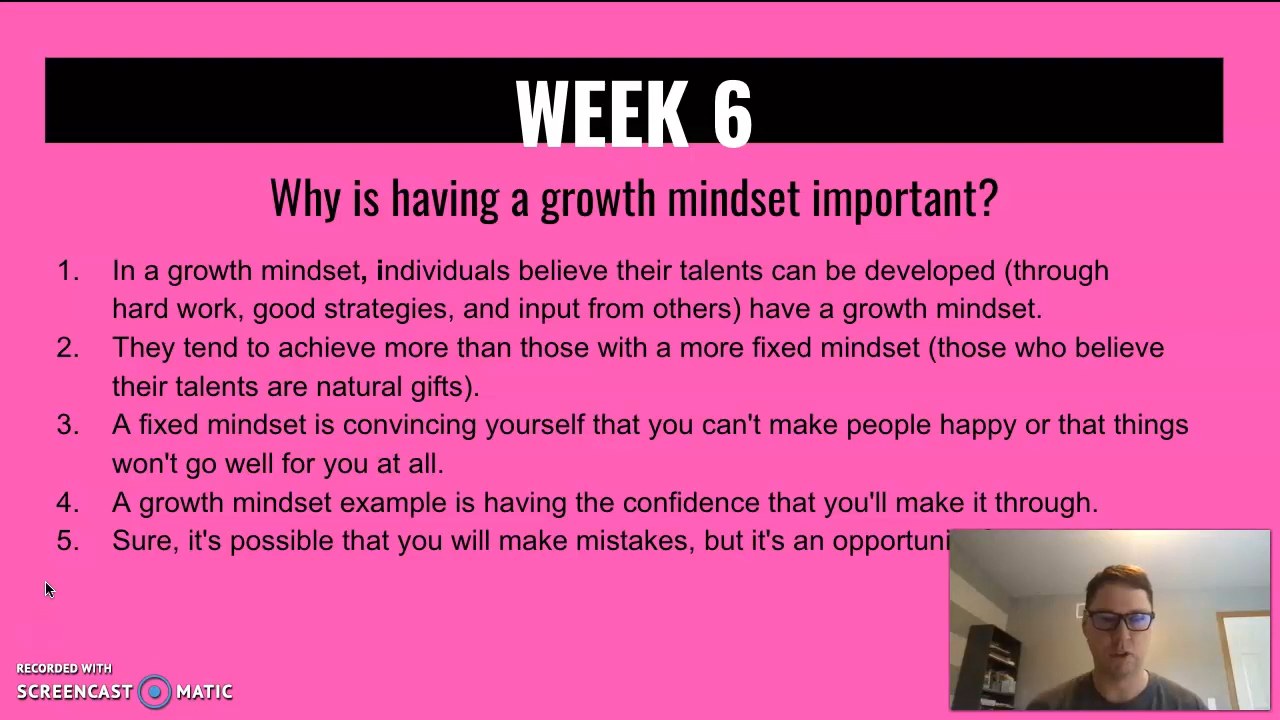 WEEK 6
Why is having a growth mindset important?
1. In a growth mindset, individuals believe their talents can be developed (through
hard work, good strategies, and input from others) have a growth mindset.
2. They tend to achieve more than those with a more fixed mindset (those who believe
their talents are natural gifts).
3. A fixed mindset is convincing yourself that you can't make people happy or that things
won't go well for you at all.
4. A growth mindset example is having the confidence that you'll make it through.
5. Sure, it's possible that you will make mistakes, but it's an
RECORDED WITH
SCREENCAST MATIC